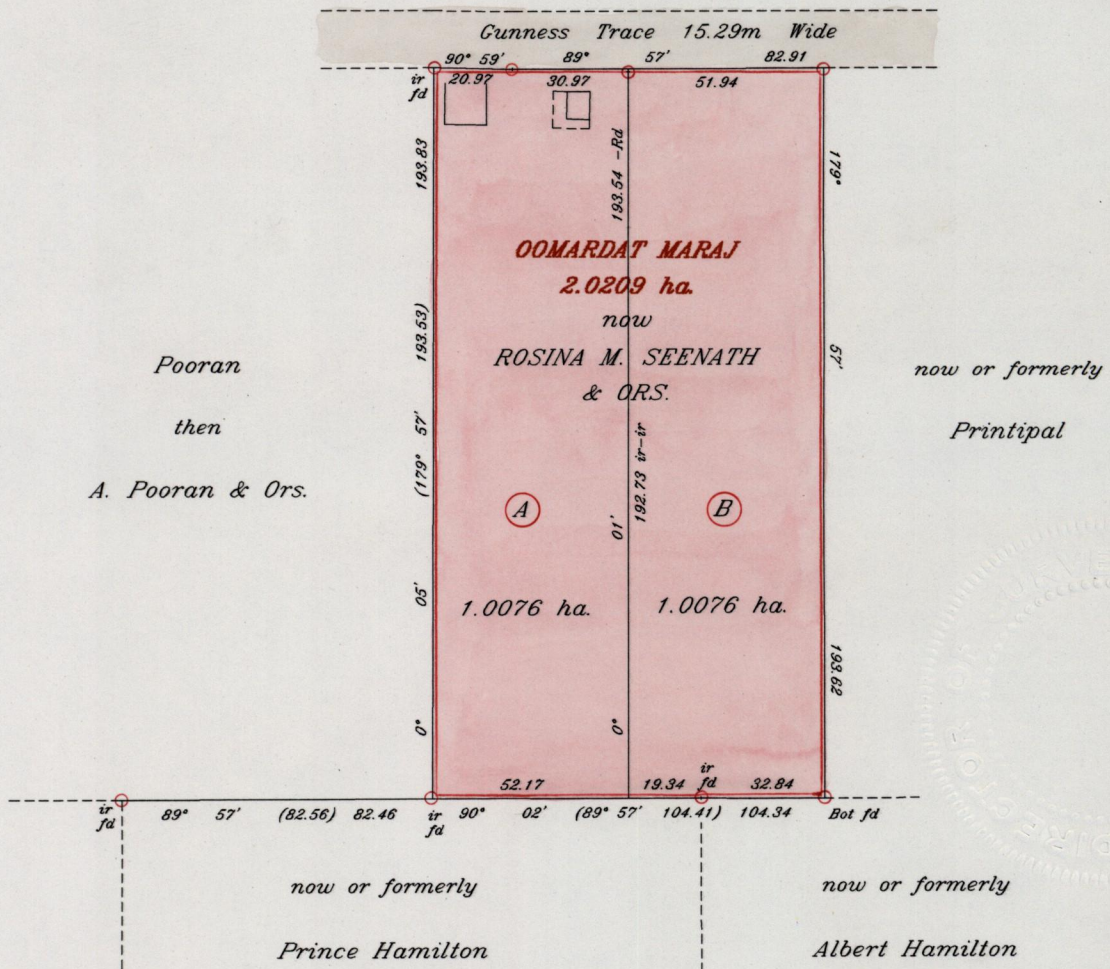 Gunness Trace 15.29m Wide
90° 59' 89° 57' 82.91
ir
fd
20.97 30.97 51.94
193.83
193.54 -Rd
179°
OOMARDAT MARAJ
2.0209 ha.
now
ROSINA M. SEENATH
& ORS.
193.53)
57'
(179°
57'
Pooran
then
A. Pooran & Ors.
now or formerly
Printipal
192.73 ir-ir
A
B
01'
05'
1.0076 ha.
1.0076 ha.
193.62
0°
0°
52.17 19.34 ir
fd
32.84
ir
fd
89° 57' (82.56) 82.46
ir
fd
90° 02' (89° 57' 104.41) 104.34 Bot fd
now or formerly
Prince Hamilton
now or formerly
Albert Hamilton